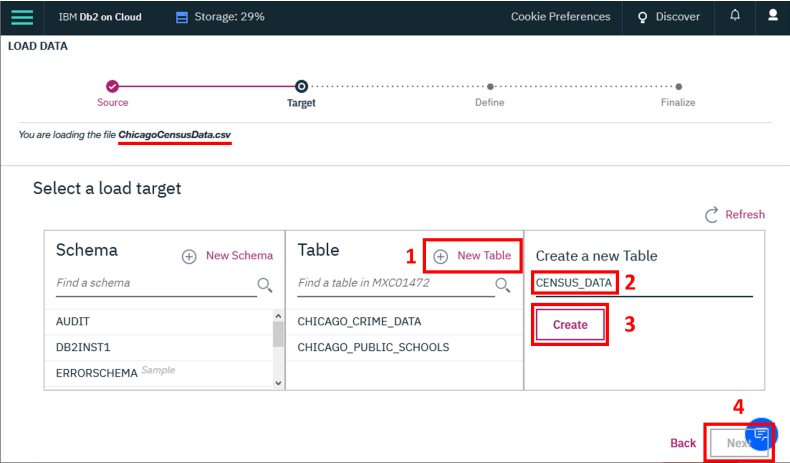 IBM Db2 on Cloud
Storage: 29%
Cookie Preferences
Discover
LOAD DATA
Source
Target
Define
Finalize
You are loading the file ChicagoCensusData.csv
Select a load target
Refresh
Schema
New Schema
Find a schema
AUDIT
DB2INST1
ERRORSCHEMA Sample
Table
1
New Table
Find a table in MXC01472
CHICAGO_CRIME_DATA
CHICAGO_PUBLIC_SCHOOLS
Create a new Table
CENSUS_DATA
2
Create
3
4
Back
Next